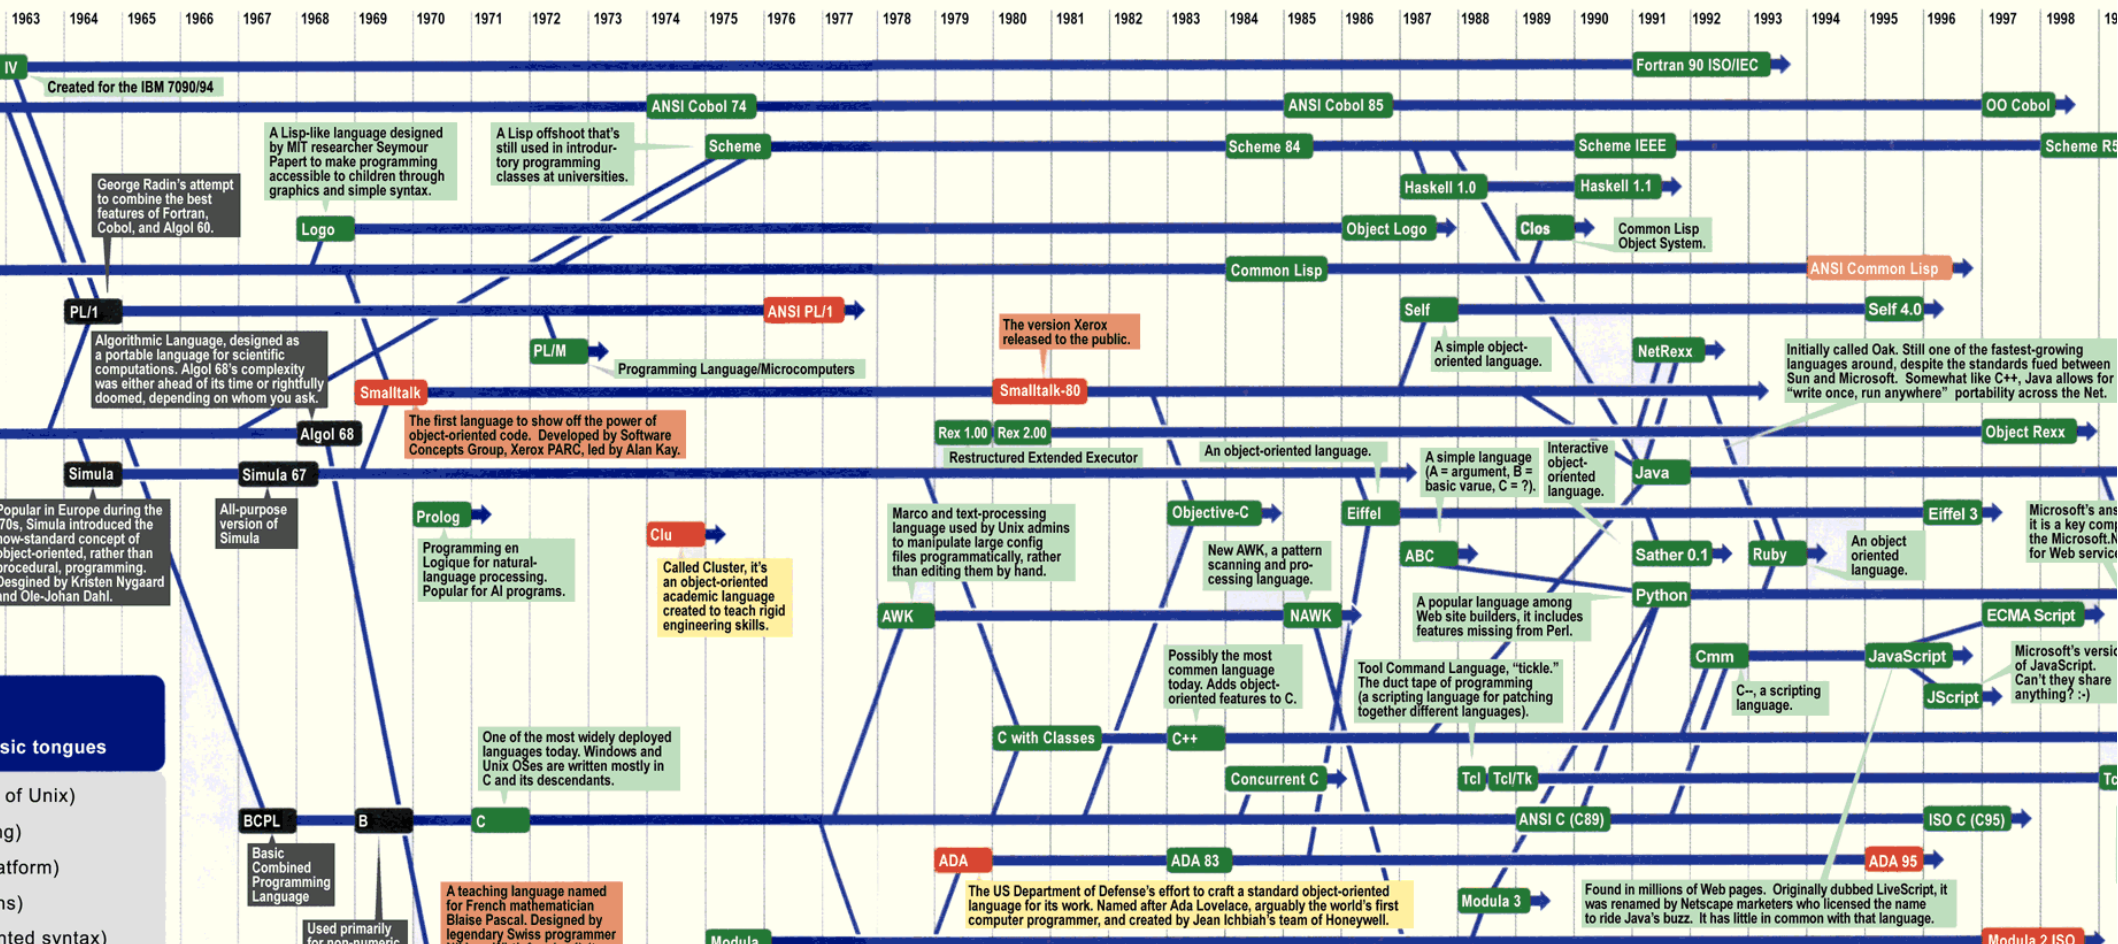 1963 1964 1965 1966 1967 1968 1969 1970 1971 1972 1973 1974 1975 1976 1977 1978 1979 1980 1981 1982 1983 1984 1985 1986 1987 1988 1989 1990 1991 1992 1993 1994 1995 1996 1997 1998 19
IV
Fortran 90 ISO/IEC
Created for the IBM 7090/94
ANSI Cobol 74
ANSI Cobol 85
OO Cobol
A Lisp-like language designed
by MIT researcher Seymour
Papert to make programming
accessible to children through
graphics and simple syntax.
A Lisp offshoot that's
still used in introdur-
tory programming
classes at universities.
Scheme
Scheme 84
Scheme IEEE
Scheme R5
George Radin's attempt
to combine the best
features of Fortran,
Cobol, and Algol 60.
Haskell 1.0
Haskell 1.1
Logo
Object Logo
Clos
Common Lisp
Object System.
Common Lisp
ANSI Common Lisp
PL/1
ANSI PL/1
Self
Self 4.0
The version Xerox
released to the public.
Algorithmic Language, designed as
a portable language for scientific
computations. Algol 68's complexity
was either ahead of its time or rightfully
doomed, depending on whom you ask.
PL/M
Programming Language/Microcomputers
A simple object-
oriented language.
NetRexx
Initially called Oak. Still one of the fastest-growing
languages around, despite the standards fued between
Sun and Microsoft. Somewhat like C++, Java allows for
"write once, run anywhere" portability across the Net.
Smalltalk
Smalltalk-80
The first language to show off the power of
object-oriented code. Developed by Software
Concepts Group, Xerox PARC, led by Alan Kay.
Algol 68
Rex 1.00
Rex 2.00
Object Rexx
Restructured Extended Executor
An object-oriented language.
A simple language
(A = argument, B =
basic varue, C = ?).
Interactive
object-
oriented
language.
Simula
Simula 67
Java
Popular in Europe during the
'70s, Simula introduced the
now-standard concept of
object-oriented, rather than
procedural, programming.
Desgined by Kristen Nygaard
and Ole-Johan Dahl.
All-purpose
version of
Simula
Prolog
Programming en
Logique for natural-
language processing.
Popular for AI programs.
Clu
Called Cluster, it's
an object-oriented
academic language
created to teach rigid
engineering skills.
Marco and text-processing
language used by Unix admins
to manipulate large config
files programmatically, rather
than editing them by hand.
Objective-C
Eiffel
Eiffel 3
New AWK, a pattern
scanning and pro-
cessing language.
ABC
Sather 0.1
Ruby
An object
oriented
language.
Microsoft's ans
it is a key comp
the Microsoft.N
for Web service
AWK
NAWK
Python
A popular language among
Web site builders, it includes
features missing from Perl.
ECMA Script
Possibly the most
commen language
today. Adds object-
oriented features to C.
Tool Command Language, "tickle."
The duct tape of programming
(a scripting language for patching
together different languages).
Cmm
JavaScript
C--, a scripting
language.
JScript
Microsoft's versio
of JavaScript.
Can't they share
anything? :-)
One of the most widely deployed
languages today. Windows and
Unix OSes are written mostly in
C and its descendants.
C with Classes
C++
sic tongues
Concurrent C
Tcl
Tcl/Tk
Tc
of Unix)
BCPL
B
C
ANSI C (C89)
ISO C (C95)
ng)
Basic
Combined
Programming
Language
ADA
ADA 83
ADA 95
atform)
A teaching language named
for French mathematician
Blaise Pascal. Designed by
legendary Swiss programmer
The US Department of Defense's effort to craft a standard object-oriented
language for its work. Named after Ada Lovelace, arguably the world's first
computer programmer, and created by Jean Ichbiah's team of Honeywell.
Modula 3
Found in millions of Web pages. Originally dubbed LiveScript, it
was renamed by Netscape marketers who licensed the name
to ride Java's buzz. It has little in common with that language.
ns)
Used primarily
for non-numeric
nted syntax)
Modula
Modula 2 ISO